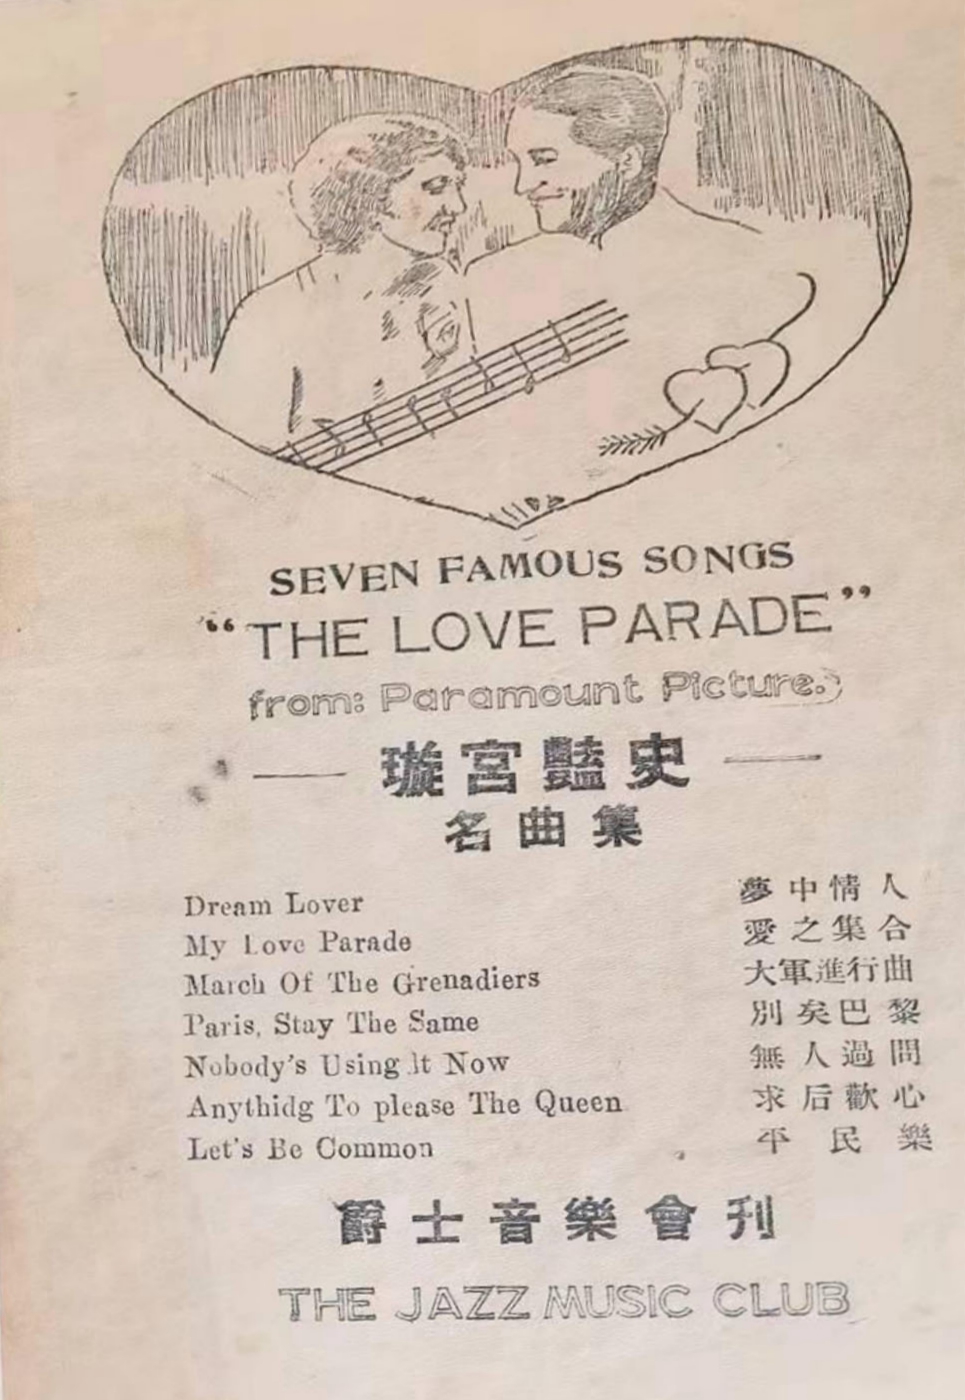 SEVEN FAMOUS SONGS
“THE LOVE PARADE”
from: Paramount Picture.
璇宮豔史
名曲集
Dream Lover 夢中情人
My Love Parade 愛之集合
March Of The Grenadiers 大軍進行曲
Paris, Stay The Same 別矣巴黎
Nobody's Using It Now 無人過問
Anythidg To please The Queen 求后歡心
Let's Be Common 平民樂
爵士音樂會刊
THE JAZZ MUSIC CLUB